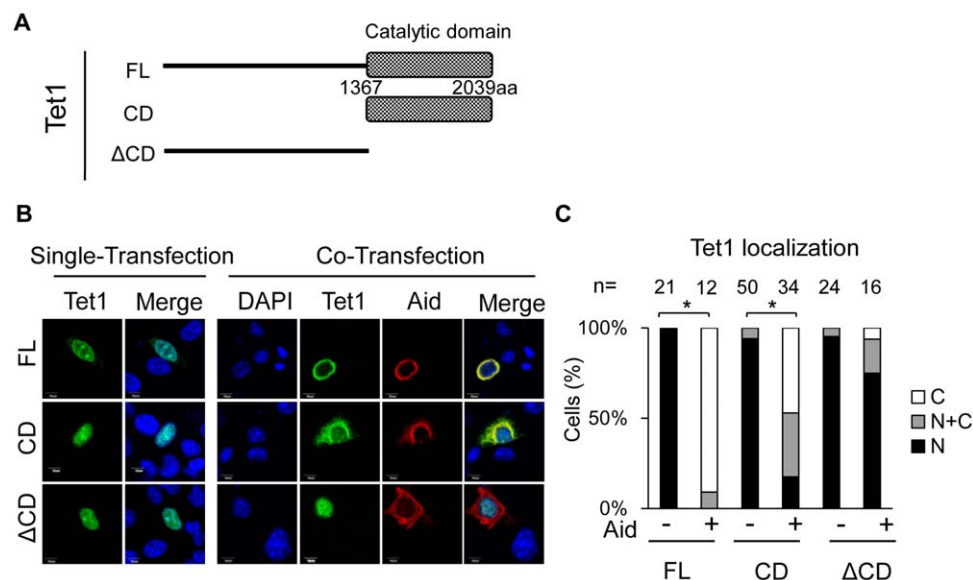 A
Catalytic domain
Tet1
FL
1367 2039aa
CD
ΔCD
B
Single-Transfection Co-Transfection
Tet1 Merge DAPI Tet1 Aid Merge
FL
CD
ΔCD
C
Tet1 localization
n= 21 12 50 34 24 16
* *
100%
50%
0%
Cells (%)
C
N+C
N
Aid - + - + - +
FL CD ΔCD